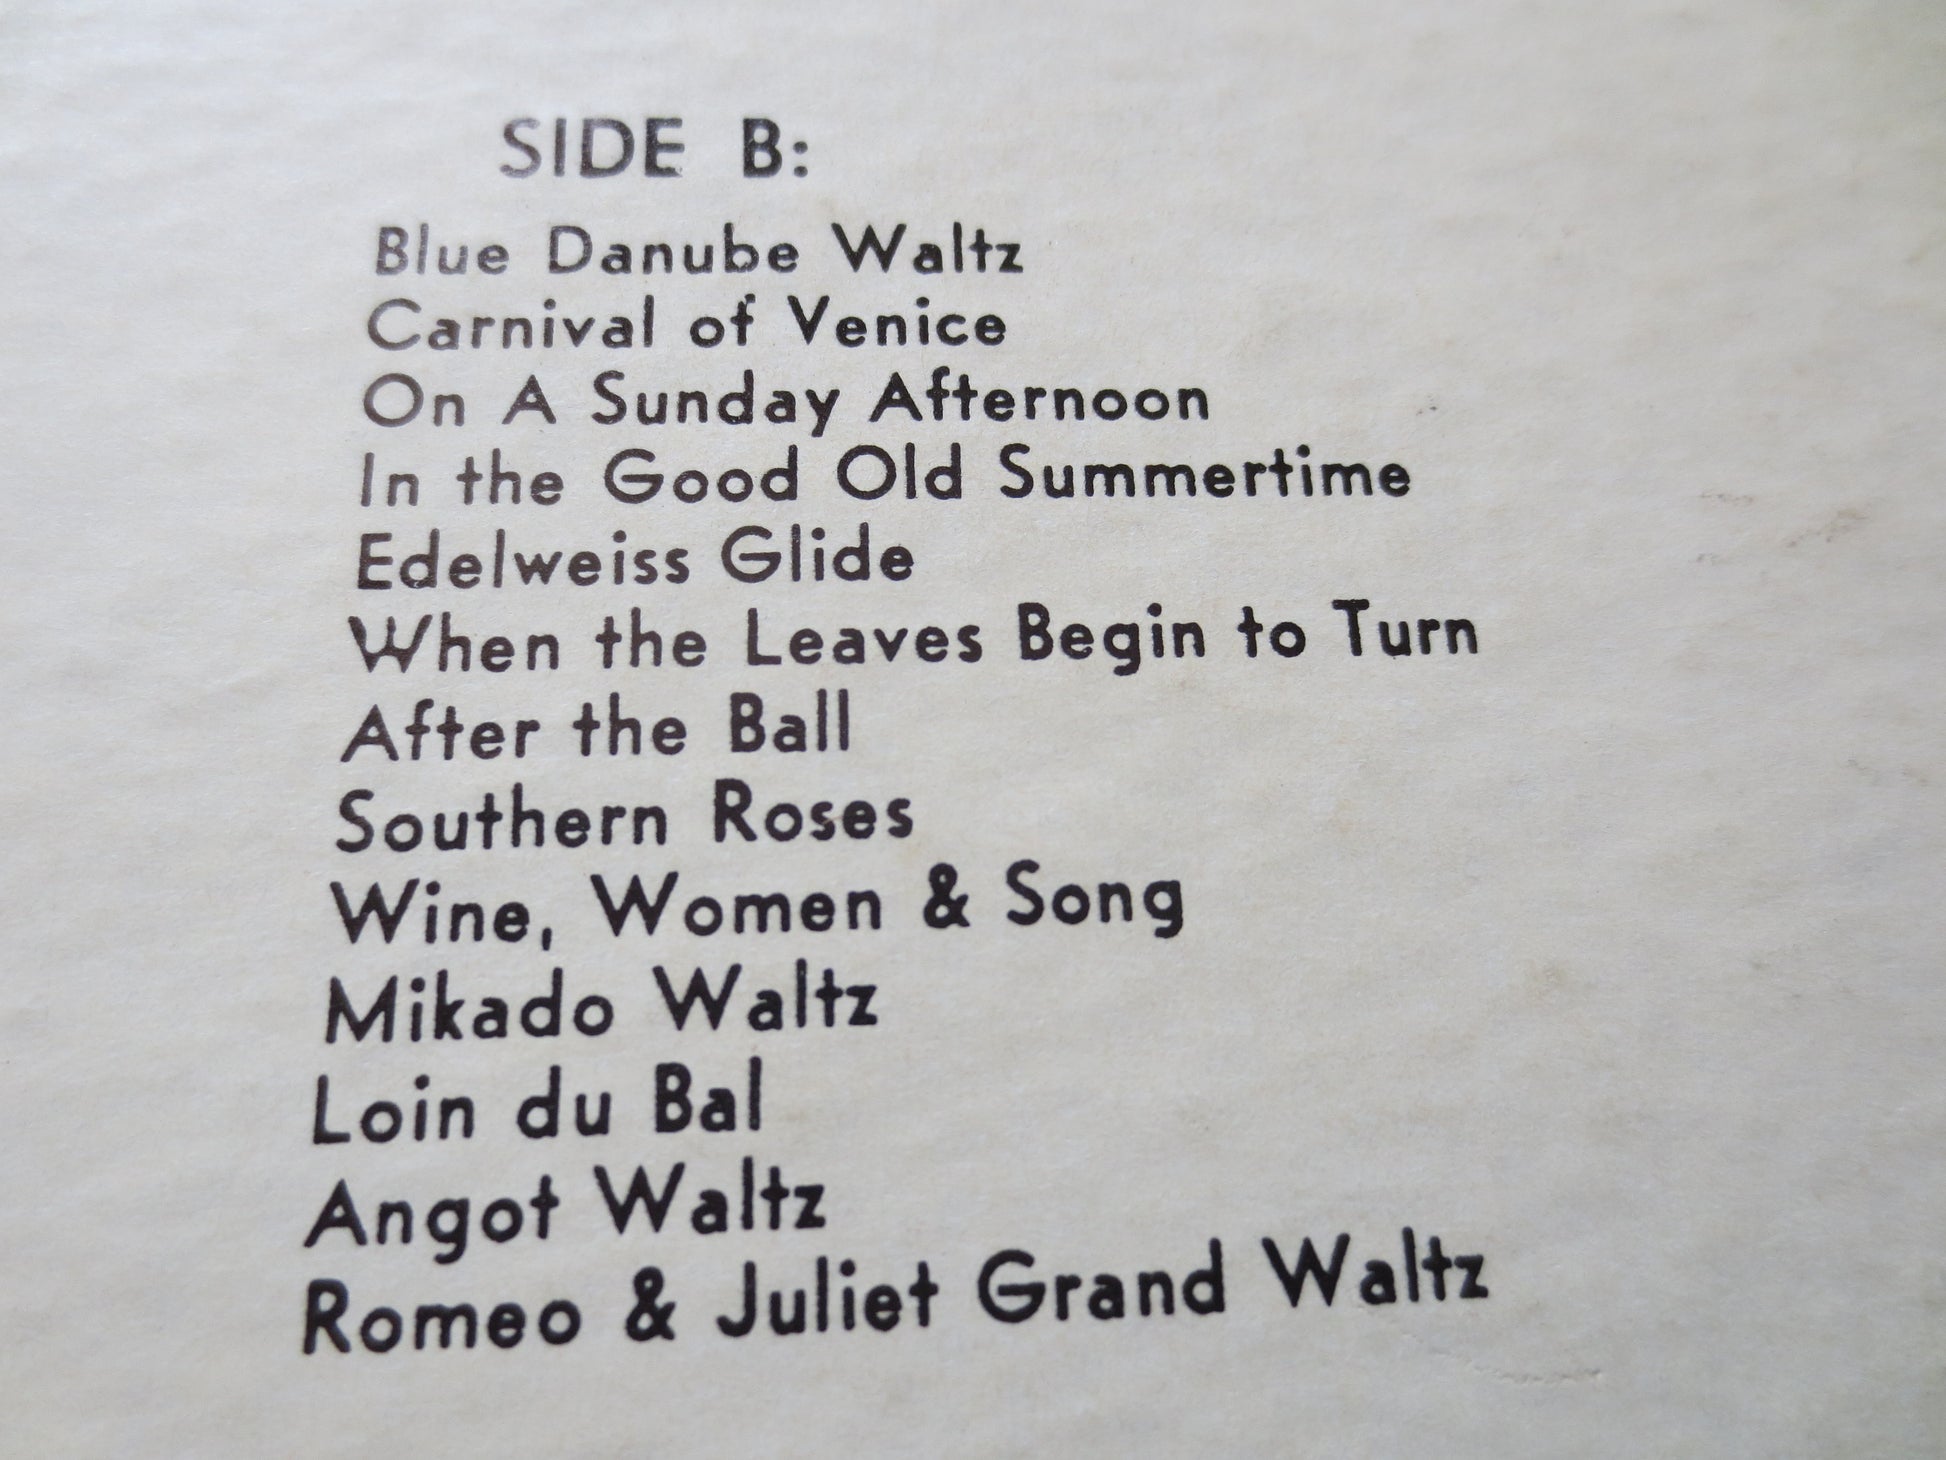 SIDE B:
Blue Danube Waltz
Carnival of Venice
On A Sunday Afternoon
In the Good Old Summertime
Edelweiss Glide
When the Leaves Begin to Turn
After the Ball
Southern Roses
Wine, Women & Song
Mikado Waltz
Loin du Bal
Angot Waltz
Romeo & Juliet Grand Waltz